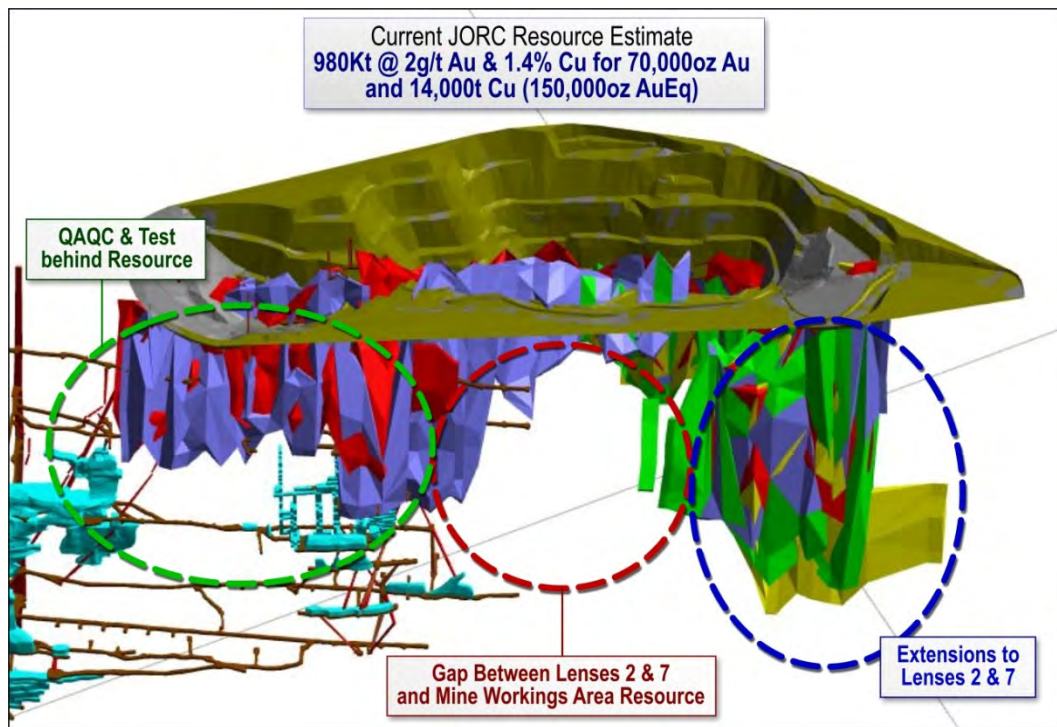 Current JORC Resource Estimate
980Kt @ 2g/t Au & 1.4% Cu for 70,000oz Au
and 14,000t Cu (150,000oz AuEq)
QAQC & Test
behind Resource
Gap Between Lenses 2 & 7
and Mine Workings Area Resource
Extensions to
Lenses 2 & 7